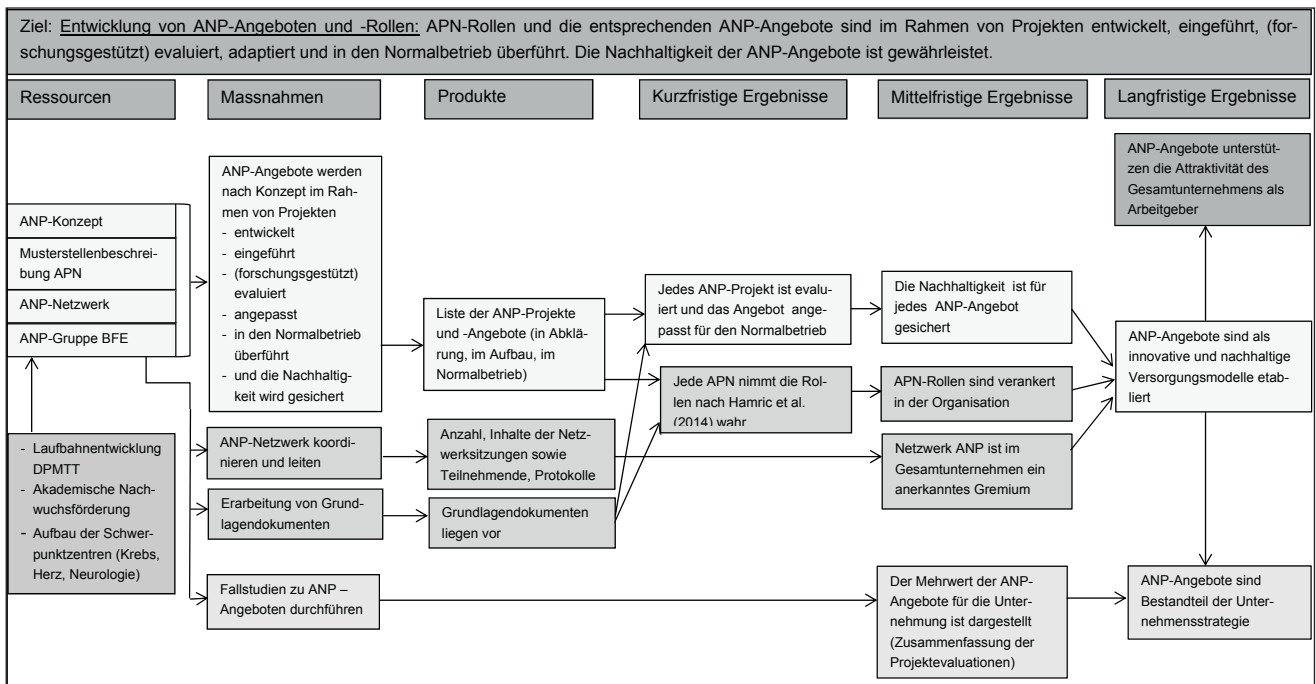 Ziel: Entwicklung von ANP-Angeboten und -Rollen: APN-Rollen und die entsprechenden ANP-Angebote sind im Rahmen von Projekten entwickelt, eingeführt, (for-
schungsgestützt) evaluiert, adaptiert und in den Normalbetrieb überführt. Die Nachhaltigkeit der ANP-Angebote ist gewährleistet.
Ressourcen
Massnahmen
Produkte
Kurzfristige Ergebnisse
Mittelfristige Ergebnisse
Langfristige Ergebnisse
ANP-Konzept
Musterstellenbeschrei-
bung APN
ANP-Netzwerk
ANP-Gruppe BFE
- Laufbahnentwicklung
DPMTT
- Akademische Nach-
wuchsförderung
- Aufbau der Schwer-
punktzentren (Krebs,
Herz, Neurologie)
ANP-Angebote werden
nach Konzept im Rah-
men von Projekten
- entwickelt
- eingeführt
- (forschungsgestützt)
evaluiert
- angepasst
- in den Normalbetrieb
überführt
- und die Nachhaltig-
keit wird gesichert
ANP-Netzwerk koordi-
nieren und leiten
Erarbeitung von Grund-
lagendokumenten
Fallstudien zu ANP –
Angeboten durchführen
Liste der ANP-Projekte
und -Angebote (in Abklä-
rung, im Aufbau, im
Normalbetrieb)
Anzahl, Inhalte der Netz-
werksitzungen sowie
Teilnehmende, Protokolle
Grundlagendokumenten
liegen vor
Jedes ANP-Projekt ist evalu-
iert und das Angebot ange-
passt für den Normalbetrieb
Jede APN nimmt die Rol-
len nach Hamric et al.
(2014) wahr
Die Nachhaltigkeit ist für
jedes ANP-Angebot
gesichert
APN-Rollen sind verankert
in der Organisation
Netzwerk ANP ist im
Gesamtunternehmen ein
anerkanntes Gremium
Der Mehrwert der ANP-
Angebote für die Unter-
nehmung ist dargestellt
(Zusammenfassung der
Projektevaluationen)
ANP-Angebote unterstüt-
zen die Attraktivität des
Gesamtunternehmens als
Arbeitgeber
ANP-Angebote sind als
innovative und nachhaltige
Versorgungsmodelle etab-
liert
ANP-Angebote sind
Bestandteil der Unter-
nehmensstrategie